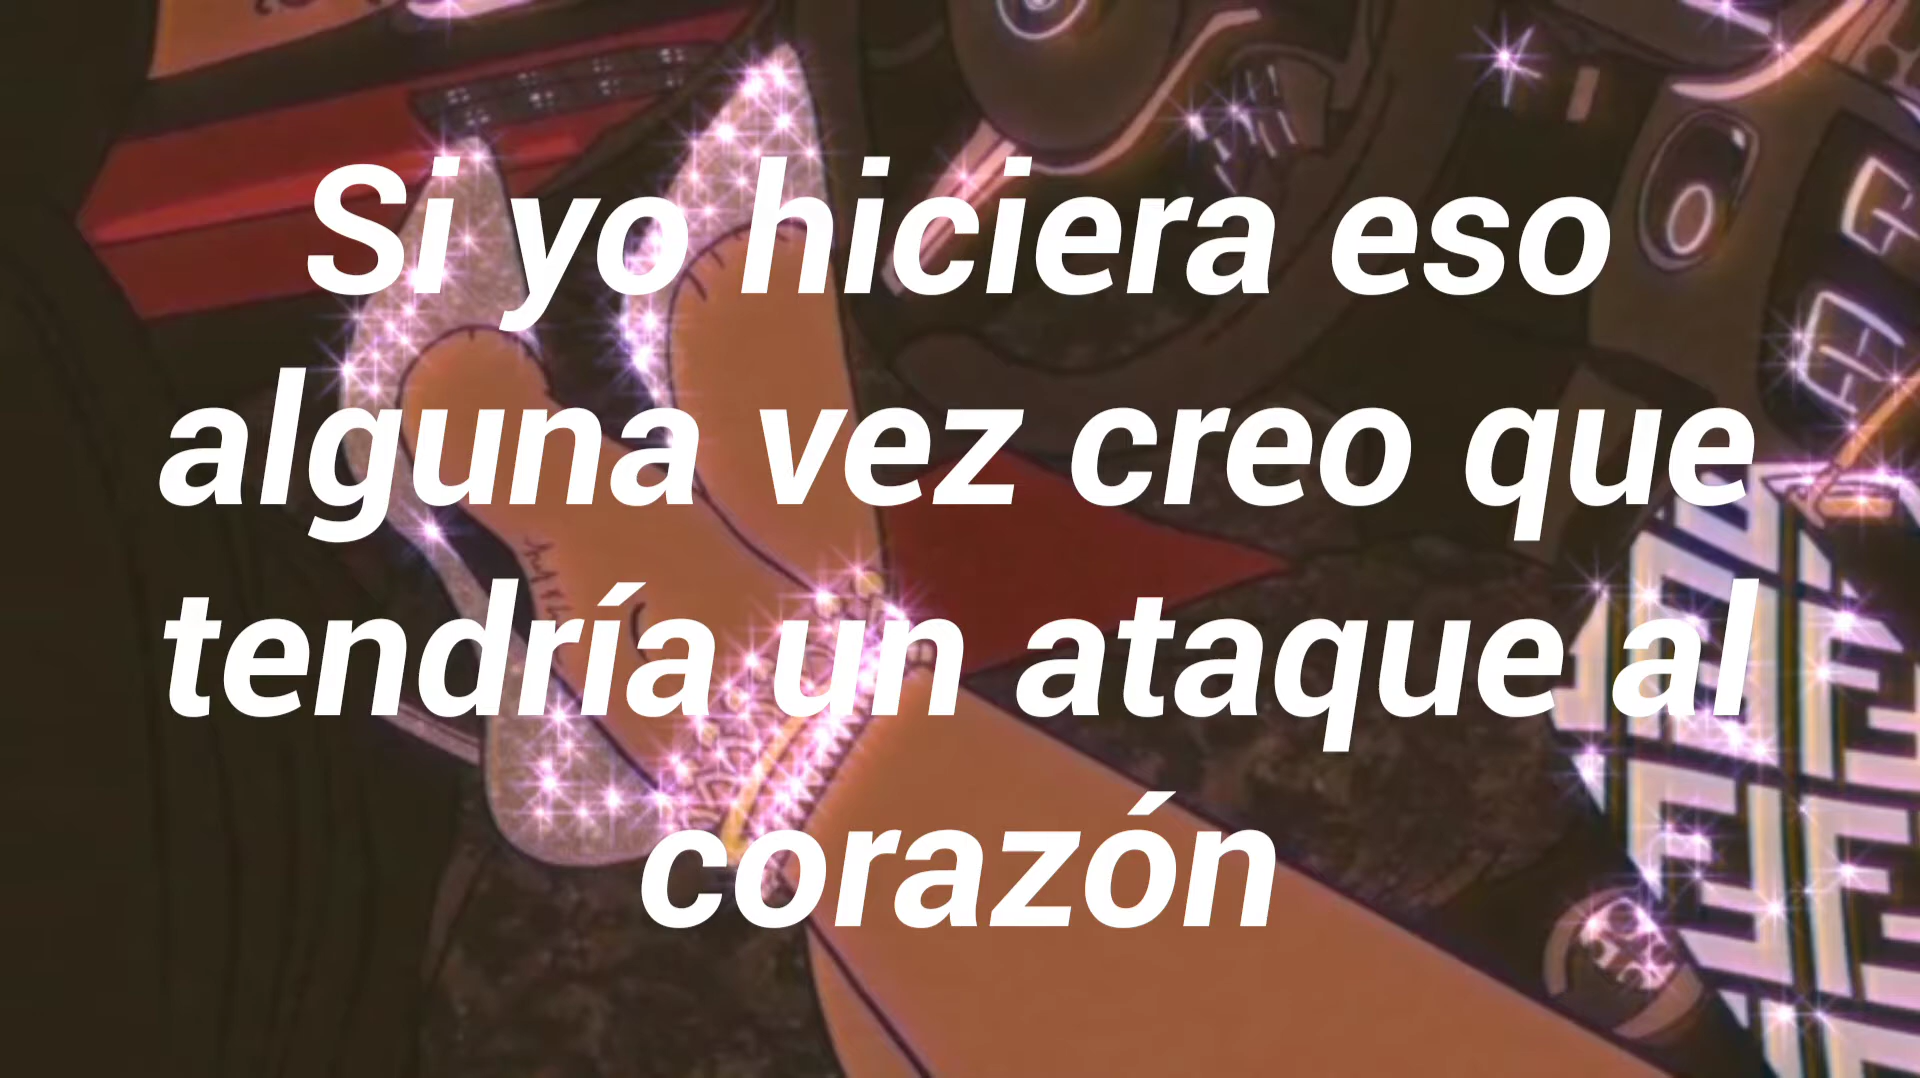 Si yo hiciera eso
alguna vez creo que
tendría un ataque al
corazón